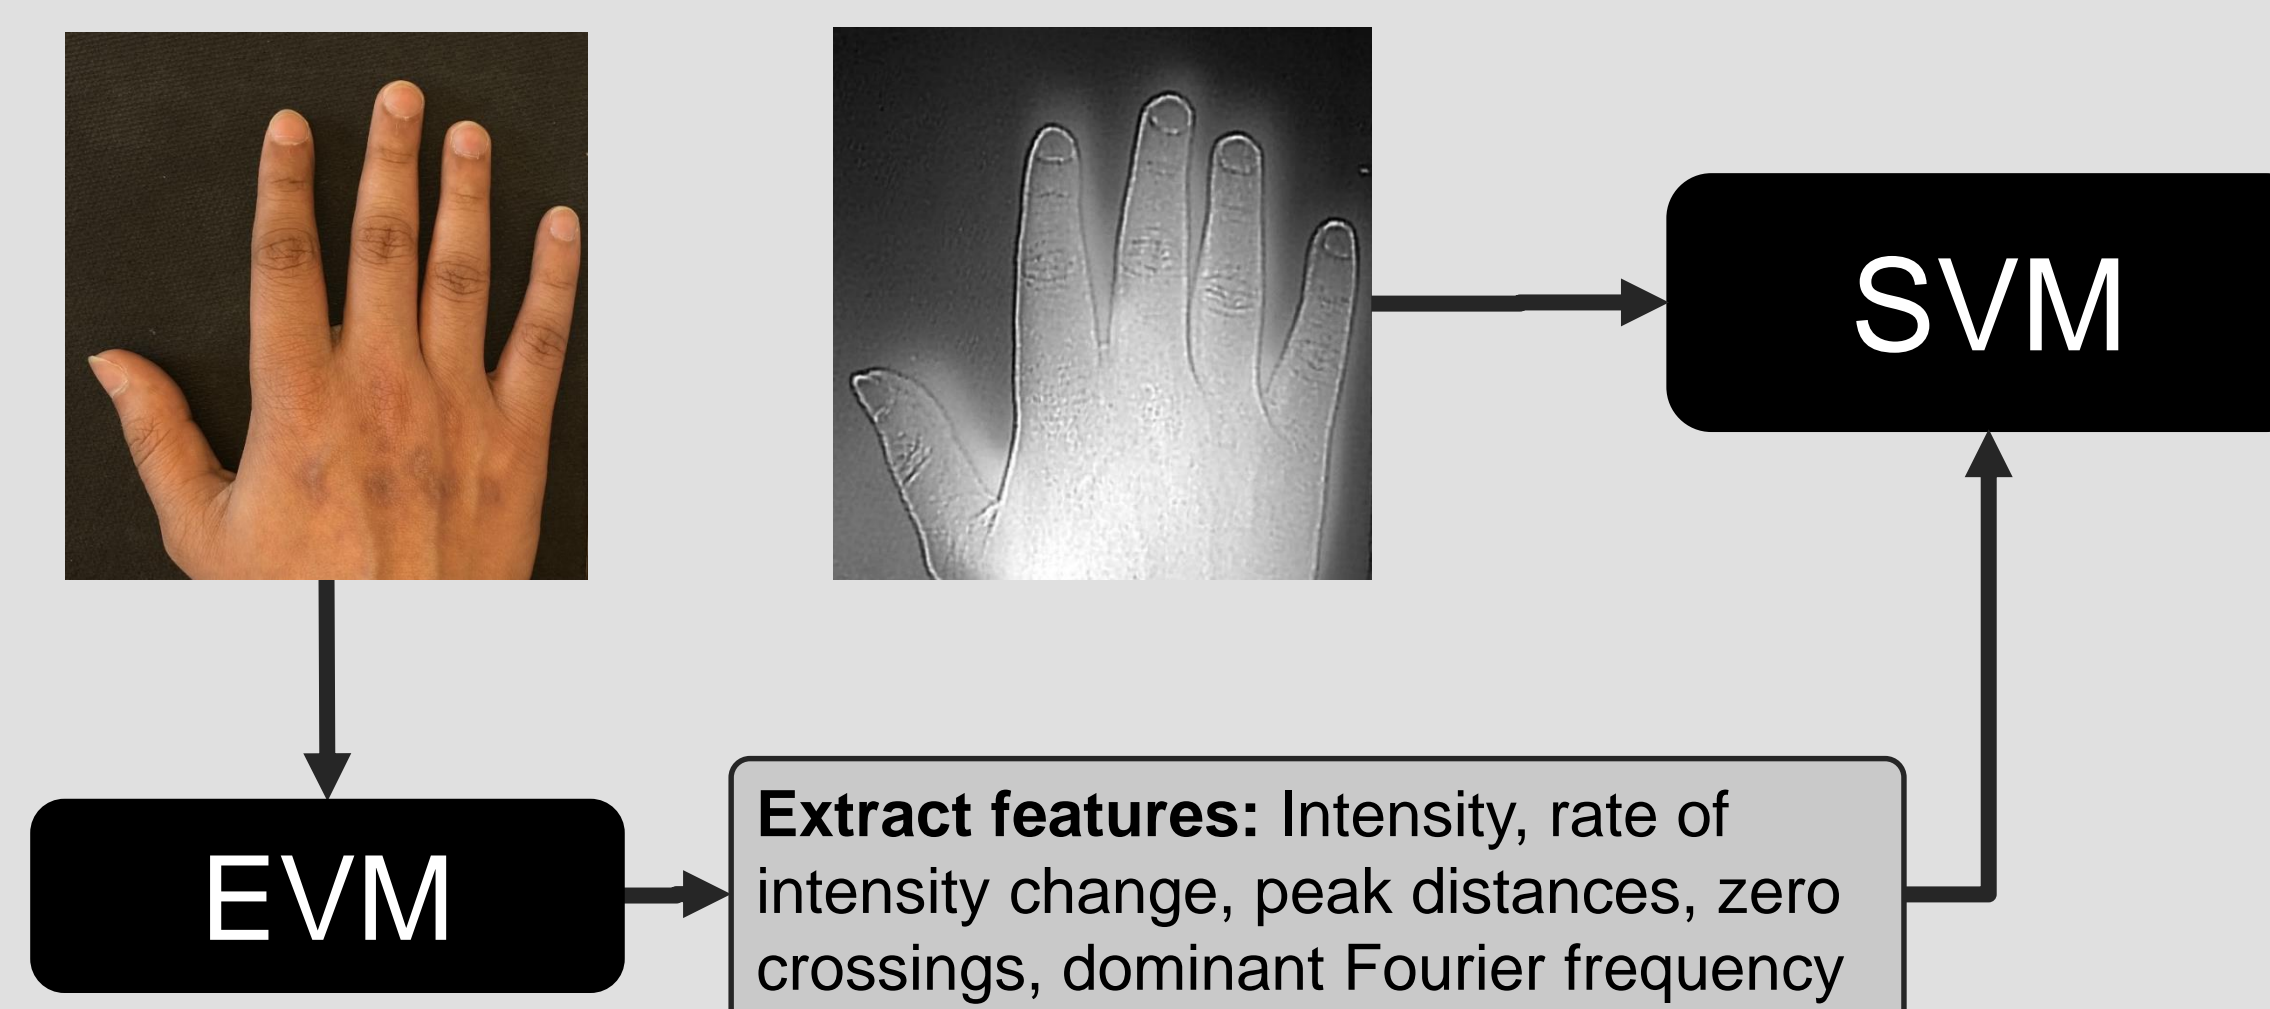 SVM
EVM
Extract features: Intensity, rate of
intensity change, peak distances, zero
crossings, dominant Fourier frequency